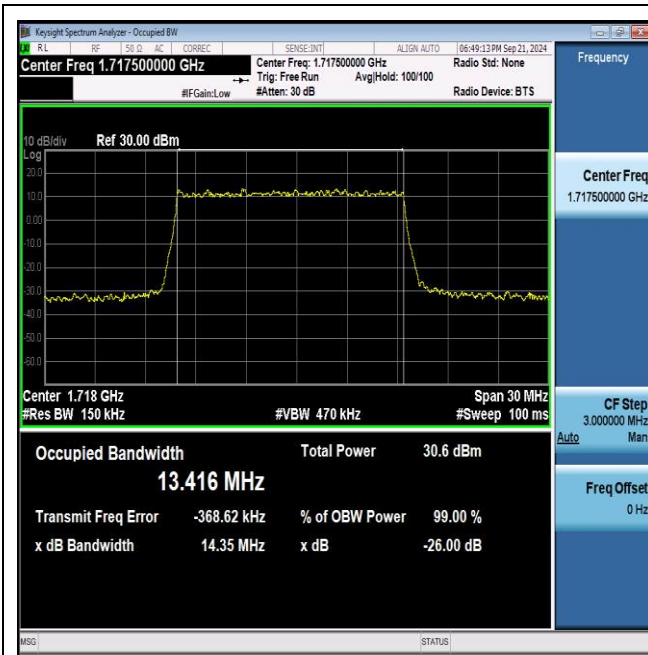 Keysight Spectrum Analyzer - Occupied BW
RL RF 50 Ω AC CORREC SENSE:INT ALIGN AUTO 06:49:13PM Sep 21, 2024
Center Freq 1.717500000 GHz
Center Freq: 1.717500000 GHz Radio Std: None
Trig: Free Run Avg|Hold: 100/100
#IFGain:Low #Atten: 30 dB Radio Device: BTS
10 dB/div Ref 30.00 dBm
Log
20.0
10.0
0.00
-10.0
-20.0
-30.0
-40.0
-50.0
-60.0
Center 1.718 GHz Span 30 MHz
#Res BW 150 kHz #VBW 470 kHz #Sweep 100 ms
Occupied Bandwidth Total Power 30.6 dBm
13.416 MHz
Transmit Freq Error -368.62 kHz % of OBW Power 99.00 %
x dB Bandwidth 14.35 MHz x dB -26.00 dB
MSG STATUS
Frequency
Center Freq
1.717500000 GHz
CF Step
3.000000 MHz
Auto Man
Freq Offset
0 Hz